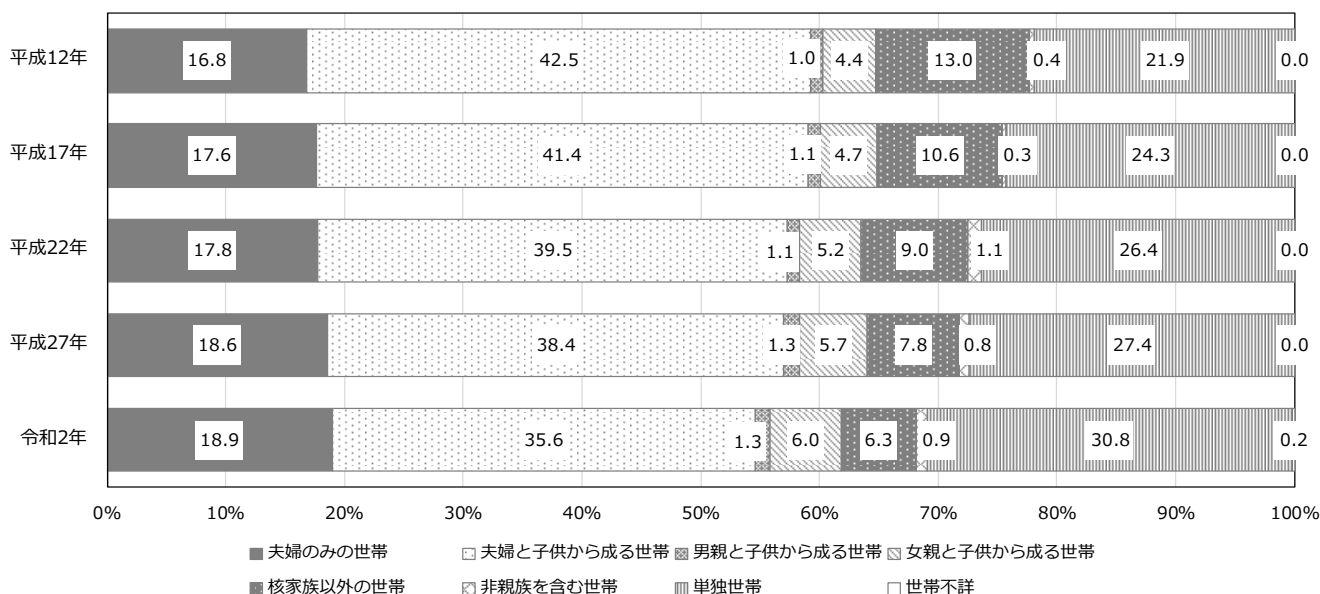 平成12年 16.8 42.5 1.0 4.4 13.0 0.4 21.9 0.0
平成17年 17.6 41.4 1.1 4.7 10.6 0.3 24.3 0.0
平成22年 17.8 39.5 1.1 5.2 9.0 1.1 26.4 0.0
平成27年 18.6 38.4 1.3 5.7 7.8 0.8 27.4 0.0
令和2年 18.9 35.6 1.3 6.0 6.3 0.9 30.8 0.2
0% 10% 20% 30% 40% 50% 60% 70% 80% 90% 100%
夫婦のみの世帯 夫婦と子供から成る世帯 男親と子供から成る世帯 女親と子供から成る世帯
核家族以外の世帯 非親族を含む世帯 単独世帯 世帯不詳